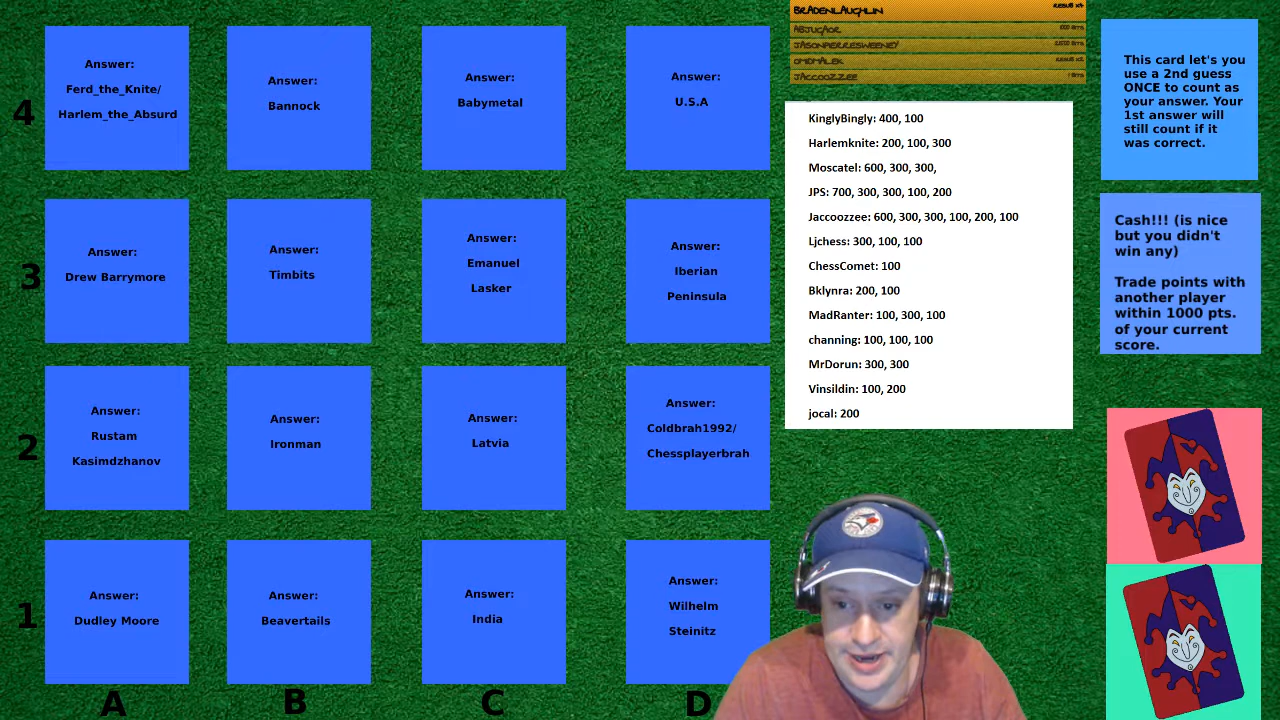 BRADENLAUGHLIN
ABJUGAOR
JASONPIERRESWEENEY
OMIDMALEK
JACCOOZZEE
4
Answer:
Ferd_the_Knite/
Harlem_the_Absurd
Answer:
Bannock
Answer:
Babymetal
Answer:
U.S.A
3
Answer:
Drew Barrymore
Answer:
Timbits
Answer:
Emanuel
Lasker
Answer:
Iberian
Peninsula
2
Answer:
Rustam
Kasimdzhanov
Answer:
Ironman
Answer:
Latvia
Answer:
Coldbrah1992/
Chessplayerbrah
1
Answer:
Dudley Moore
Answer:
Beavertails
Answer:
India
Answer:
Wilhelm
Steinitz
A
B
C
D
KinglyBingly: 400, 100
Harlemknite: 200, 100, 300
Moscatel: 600, 300, 300,
JPS: 700, 300, 300, 100, 200
Jaccoozzee: 600, 300, 300, 100, 200, 100
Ljchess: 300, 100, 100
ChessComet: 100
Bklynra: 200, 100
MadRanter: 100, 300, 100
channing: 100, 100, 100
MrDorun: 300, 300
Vinsildin: 100, 200
jocal: 200
This card let's you
use a 2nd guess
ONCE to count as
your answer. Your
1st answer will
still count if it
was correct.
Cash!!! (is nice
but you didn't
win any)
Trade points with
another player
within 1000 pts.
of your current
score.